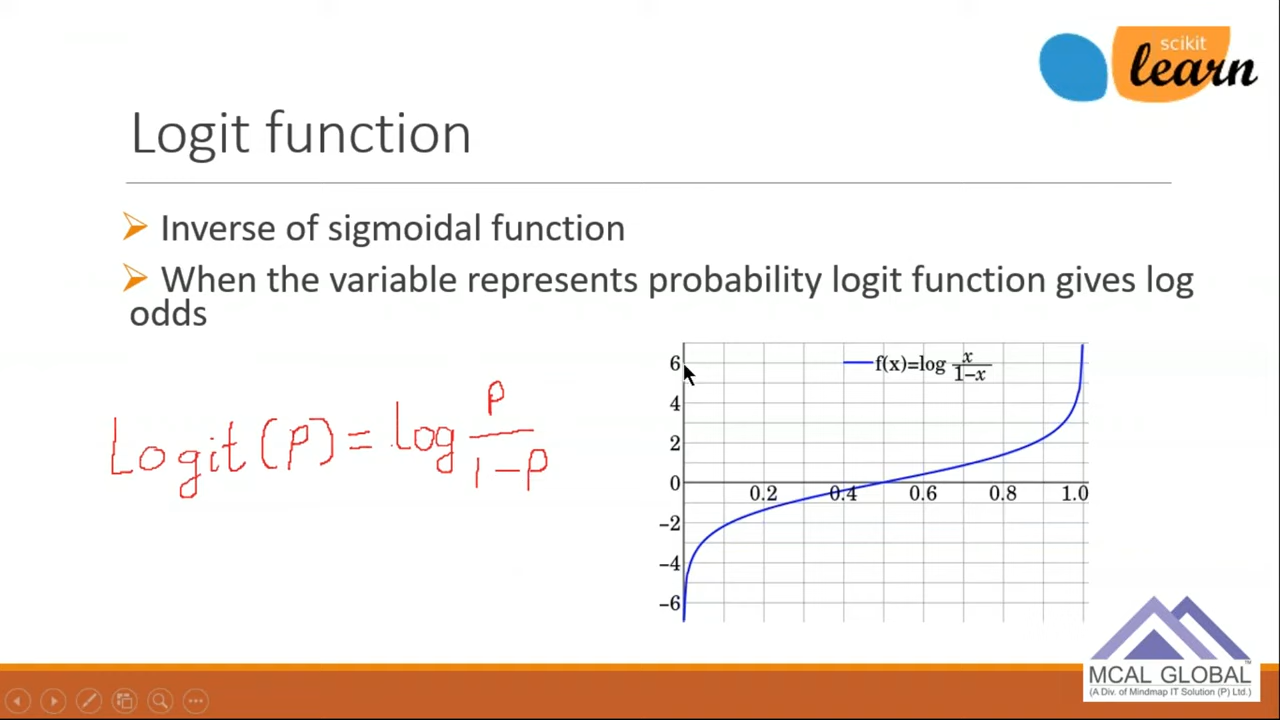 scikit
learn
Logit function
➤ Inverse of sigmoidal function
➤ When the variable represents probability logit function gives log
odds
Logit(P) = log P/1-P
f(x)=log x/1−x
6
4
2
0
−2
−4
−6
0.2 0.4 0.6 0.8 1.0
MCAL GLOBAL™
(A Div. of Mindmap IT Solution (P) Ltd.)